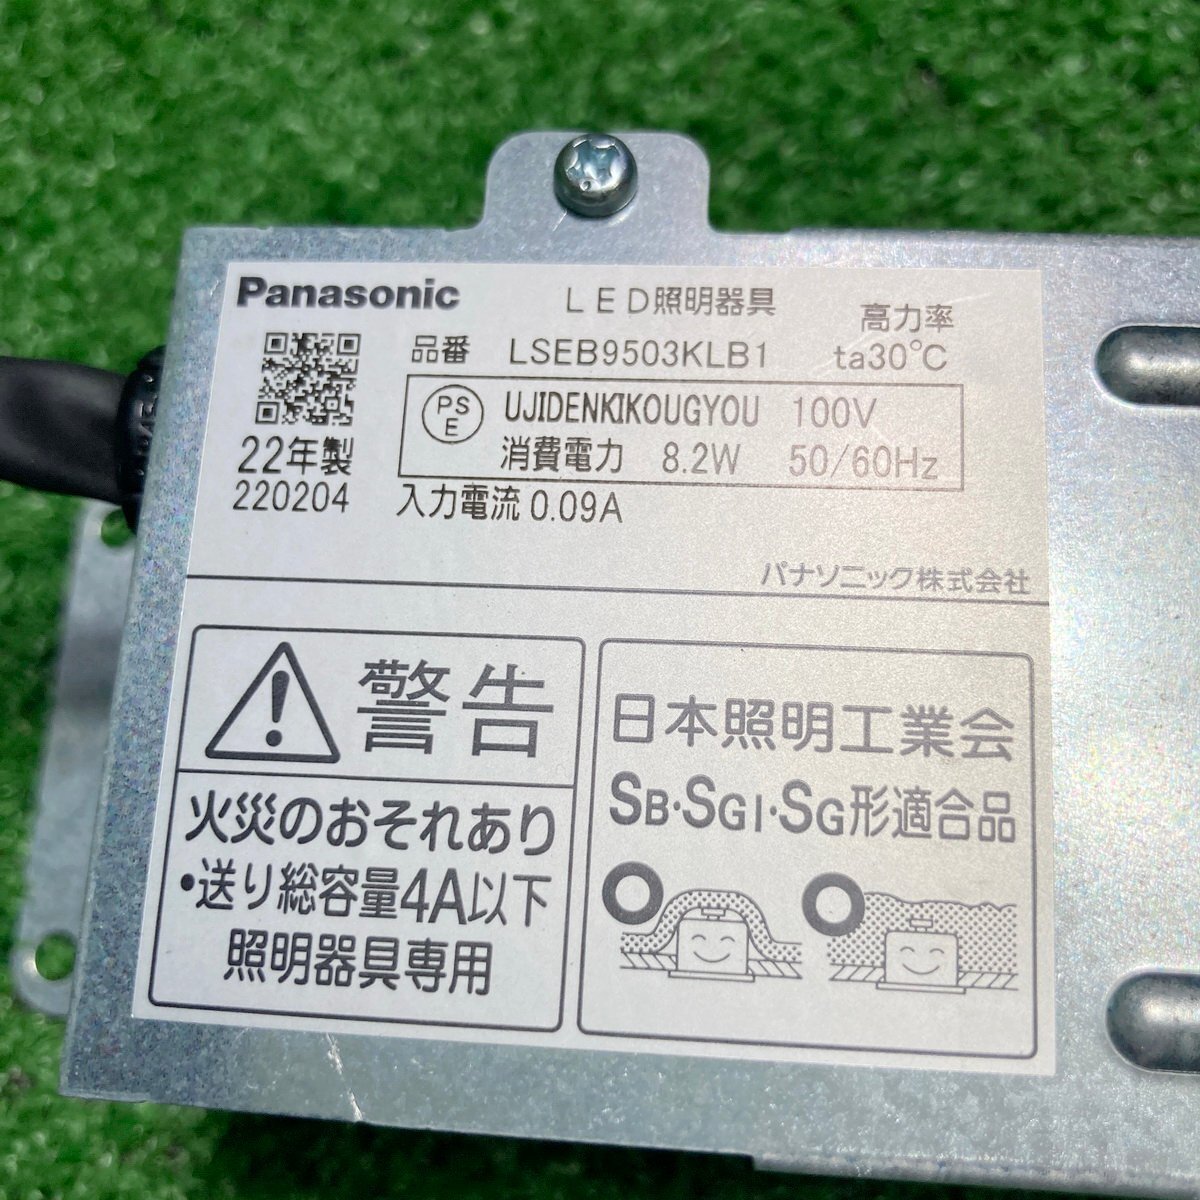 Panasonic
LED照明器具
高力率
品番 LSEB9503KLB1 ta30℃
PSE
UJIDENKIKOUGYOU 100V
消費電力 8.2W 50/60Hz
22年製
220204
入力電流 0.09A
パナソニック株式会社
警告
火災のおそれあり
・送り総容量4A以下
照明器具専用
日本照明工業会
SB・SGI・SG形適合品